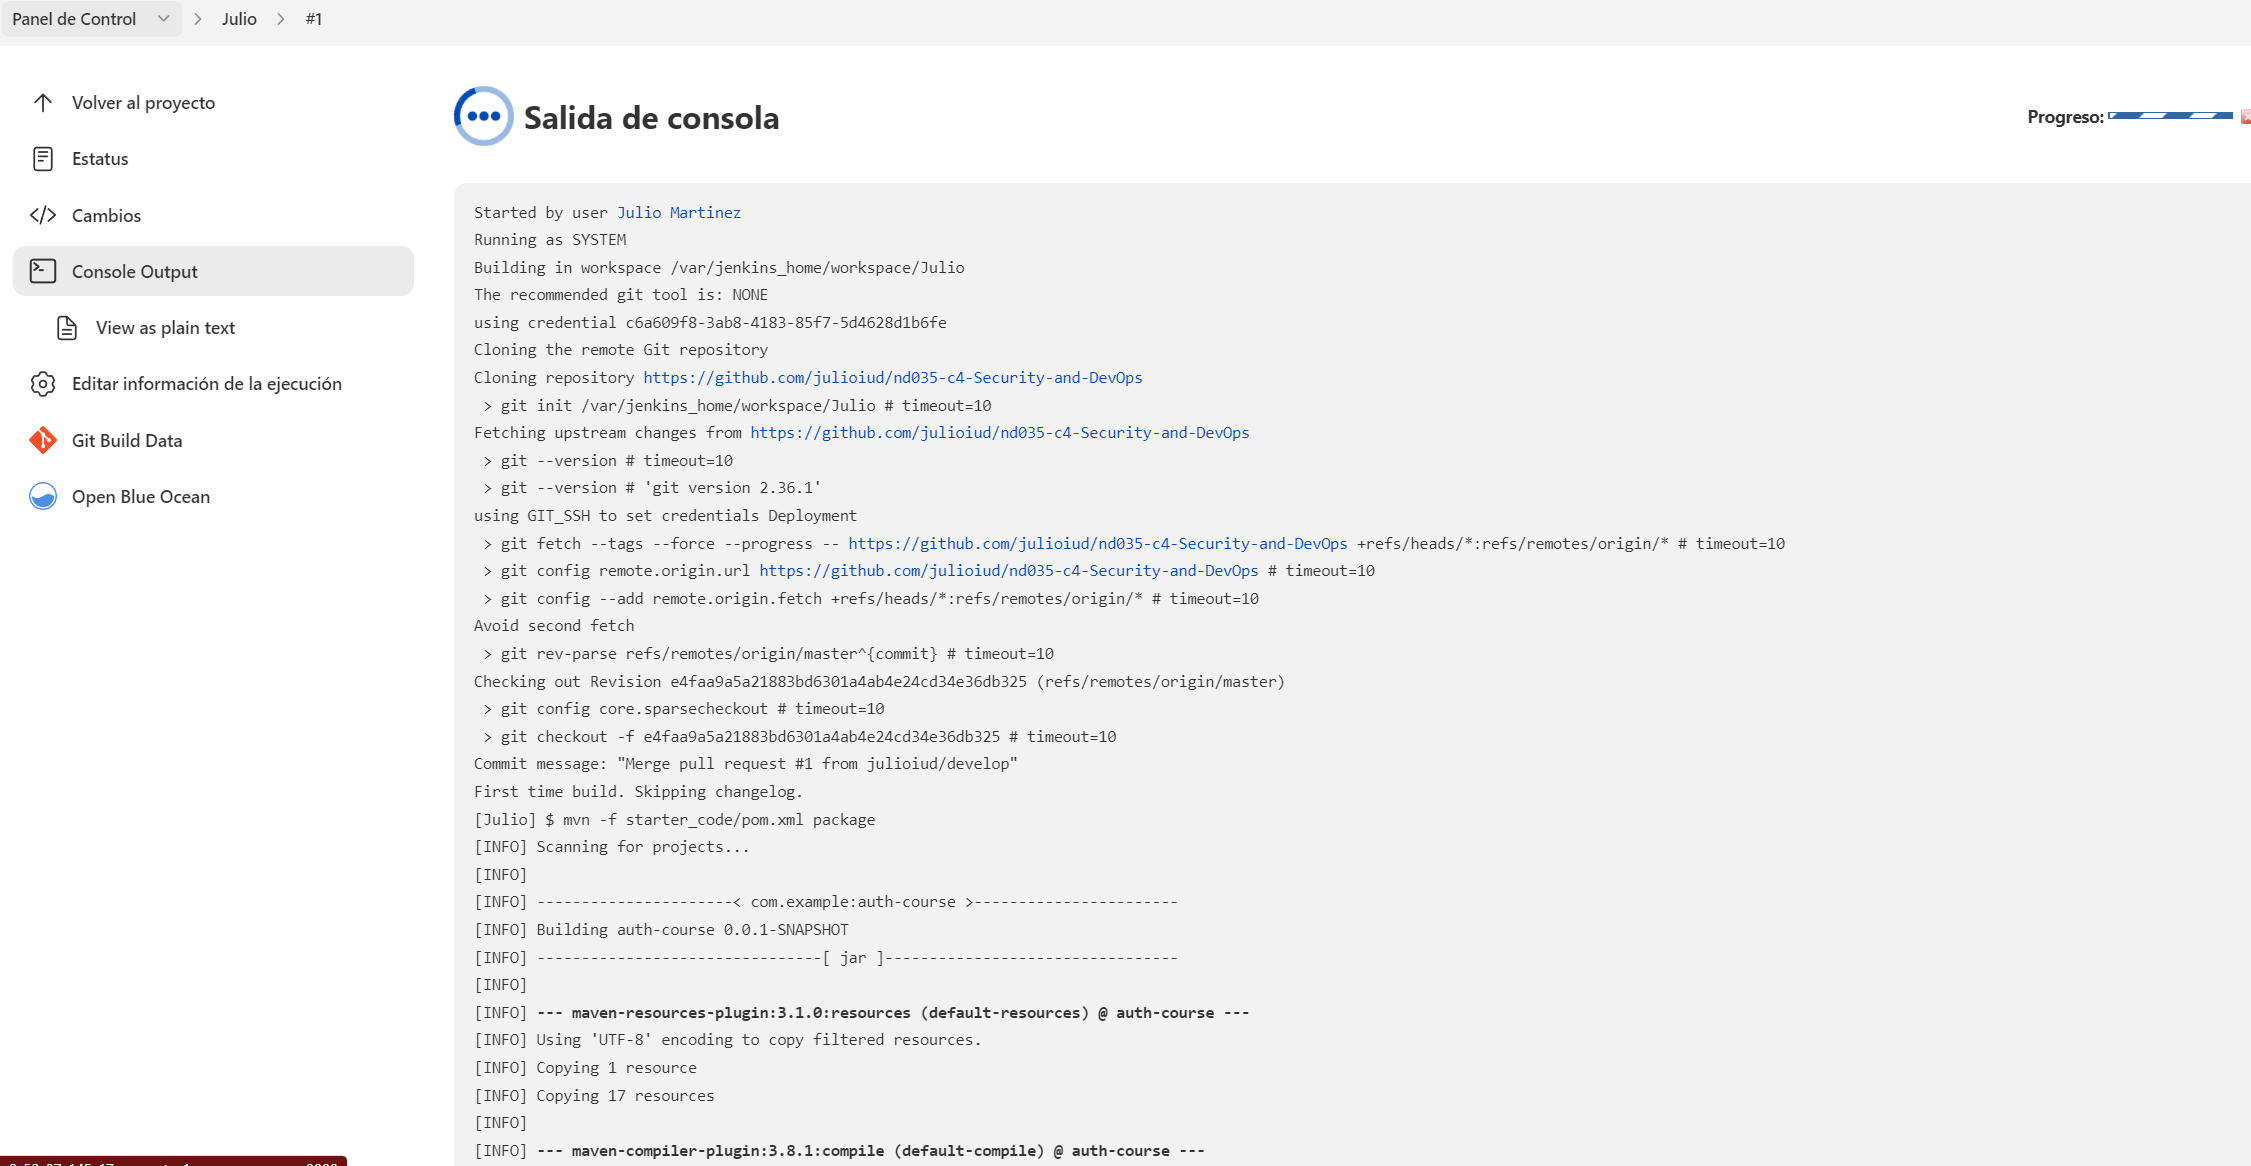 Panel de Control
Julio
#1
Volver al proyecto
Estatus
Cambios
Console Output
View as plain text
Editar información de la ejecución
Git Build Data
Open Blue Ocean
Salida de consola
Progreso:
Started by user Julio Martinez
Running as SYSTEM
Building in workspace /var/jenkins_home/workspace/Julio
The recommended git tool is: NONE
using credential c6a609f8-3ab8-4183-85f7-5d4628d1b6fe
Cloning the remote Git repository
Cloning repository https://github.com/julioiud/nd035-c4-Security-and-DevOps
 > git init /var/jenkins_home/workspace/Julio # timeout=10
Fetching upstream changes from https://github.com/julioiud/nd035-c4-Security-and-DevOps
 > git --version # timeout=10
 > git --version # 'git version 2.36.1'
using GIT_SSH to set credentials Deployment
 > git fetch --tags --force --progress -- https://github.com/julioiud/nd035-c4-Security-and-DevOps +refs/heads/*:refs/remotes/origin/* # timeout=10
 > git config remote.origin.url https://github.com/julioiud/nd035-c4-Security-and-DevOps # timeout=10
 > git config --add remote.origin.fetch +refs/heads/*:refs/remotes/origin/* # timeout=10
Avoid second fetch
 > git rev-parse refs/remotes/origin/master^{commit} # timeout=10
Checking out Revision e4faa9a5a21883bd6301a4ab4e24cd34e36db325 (refs/remotes/origin/master)
 > git config core.sparsecheckout # timeout=10
 > git checkout -f e4faa9a5a21883bd6301a4ab4e24cd34e36db325 # timeout=10
Commit message: "Merge pull request #1 from julioiud/develop"
First time build. Skipping changelog.
[Julio] $ mvn -f starter_code/pom.xml package
[INFO] Scanning for projects...
[INFO]
[INFO] ----------------------< com.example:auth-course >-----------------------
[INFO] Building auth-course 0.0.1-SNAPSHOT
[INFO] --------------------------------[ jar ]---------------------------------
[INFO]
[INFO] --- maven-resources-plugin:3.1.0:resources (default-resources) @ auth-course ---
[INFO] Using 'UTF-8' encoding to copy filtered resources.
[INFO] Copying 1 resource
[INFO] Copying 17 resources
[INFO]
[INFO] --- maven-compiler-plugin:3.8.1:compile (default-compile) @ auth-course ---